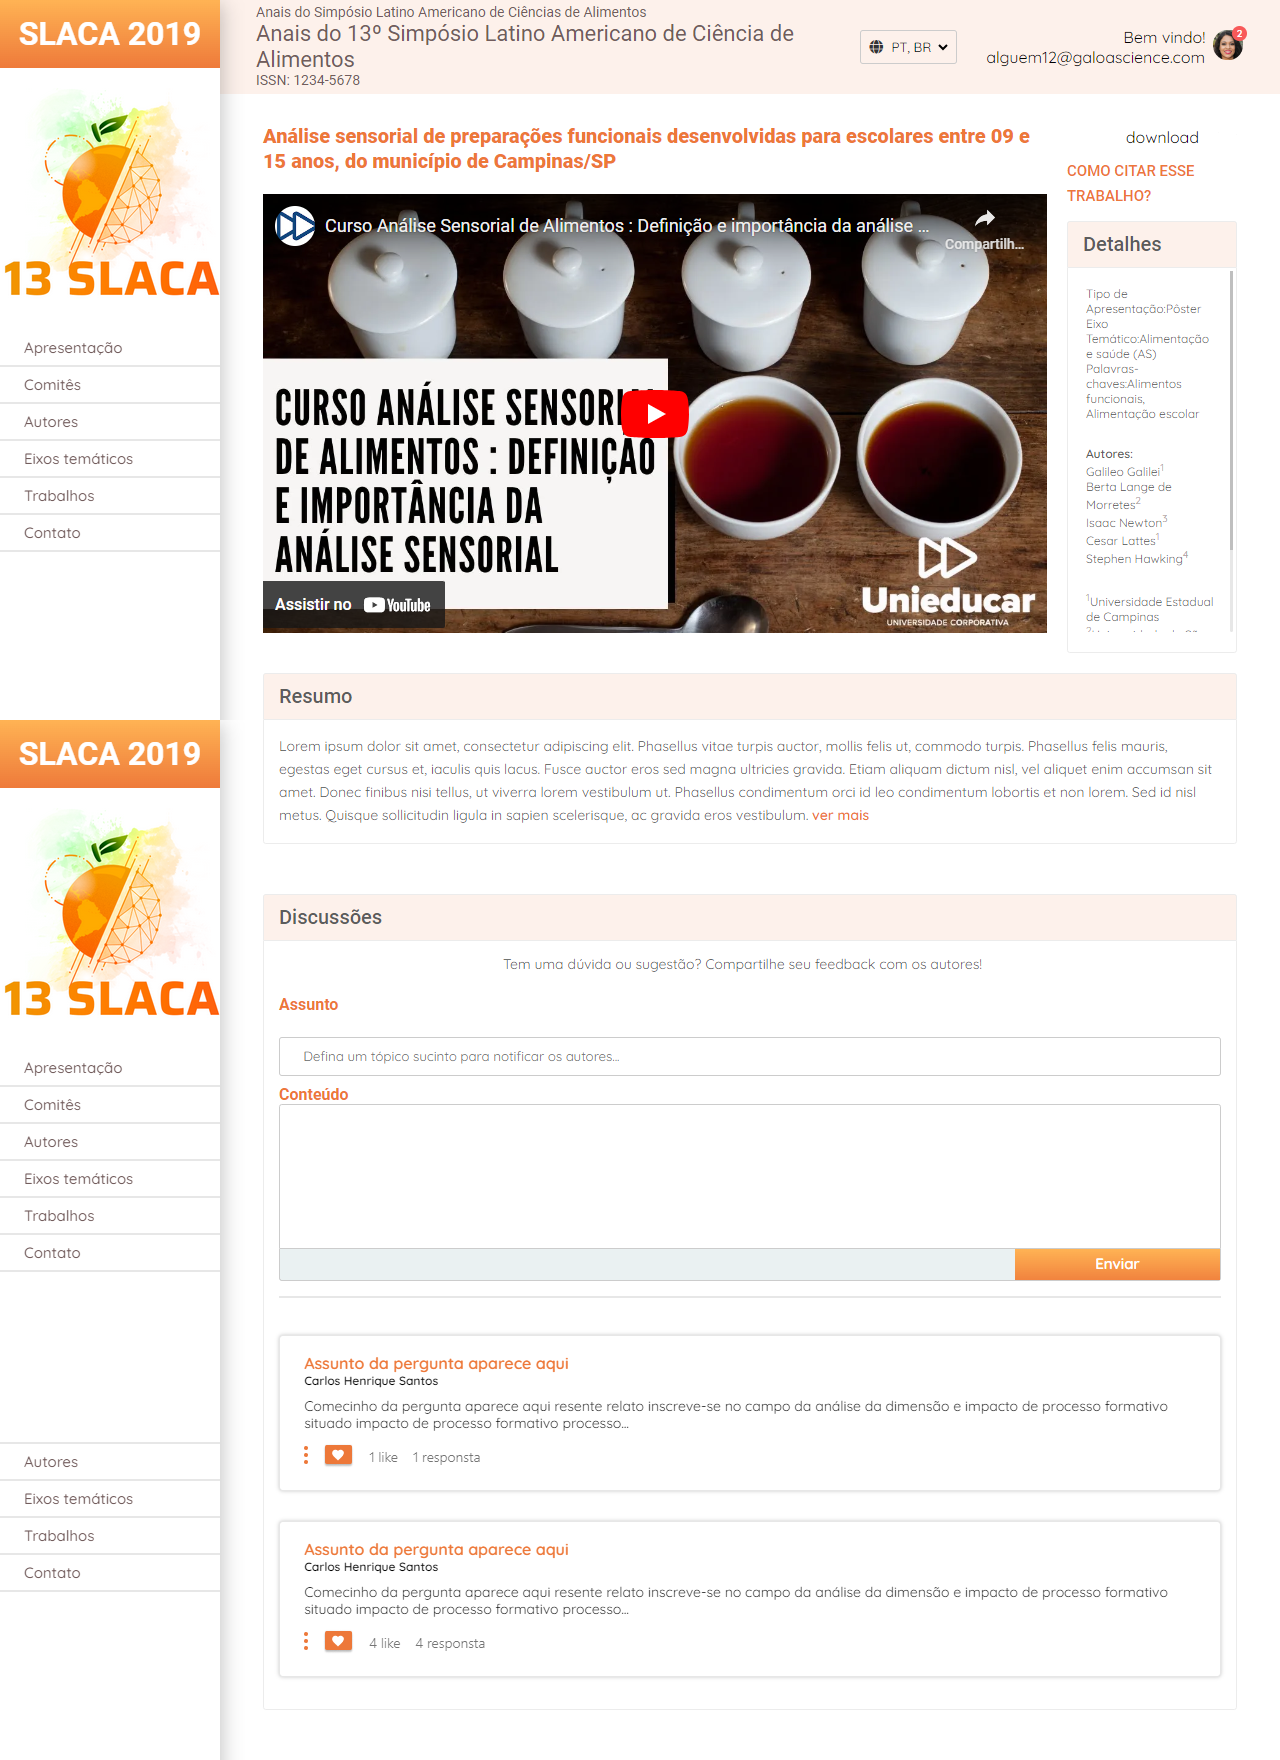 SLACA 2019
13 SLACA
Apresentação
Comitês
Autores
Eixos temáticos
Trabalhos
Contato
Anais do Simpósio Latino Americano de Ciências de Alimentos
Anais do 13º Simpósio Latino Americano de Ciência de
Alimentos
ISSN: 1234-5678
PT, BR
Bem vindo!
alguem12@galoascience.com
2
Análise sensorial de preparações funcionais desenvolvidas para escolares entre 09 e
15 anos, do município de Campinas/SP
Curso Análise Sensorial de Alimentos : Definição e importância da análise ...
Compartilh...
CURSO ANÁLISE SENSORI
DE ALIMENTOS : DEFINIÇÃO
E IMPORTÂNCIA DA
ANÁLISE SENSORIAL
Assistir no YouTube
Unieducar
UNIVERSIDADE CORPORATIVA
download
COMO CITAR ESSE
TRABALHO?
Detalhes
Tipo de
Apresentação:Pôster
Eixo
Temático:Alimentação
e saúde (AS)
Palavras-
chaves:Alimentos
funcionais,
Alimentação escolar
Autores:
Galileo Galilei1
Berta Lange de
Morretes2
Isaac Newton3
Cesar Lattes1
Stephen Hawking4
1Universidade Estadual
de Campinas
Resumo
Lorem ipsum dolor sit amet, consectetur adipiscing elit. Phasellus vitae turpis auctor, mollis felis ut, commodo turpis. Phasellus felis mauris,
egestas eget cursus et, iaculis quis lacus. Fusce auctor eros sed magna ultricies gravida. Etiam aliquam dictum nisl, vel aliquet enim accumsan sit
amet. Donec finibus nisi tellus, ut viverra lorem vestibulum ut. Phasellus condimentum orci id leo condimentum lobortis et non lorem. Sed id nisl
metus. Quisque sollicitudin ligula in sapien scelerisque, ac gravida eros vestibulum. ver mais
SLACA 2019
13 SLACA
Apresentação
Comitês
Autores
Eixos temáticos
Trabalhos
Contato
Autores
Eixos temáticos
Trabalhos
Contato
Discussões
Tem uma dúvida ou sugestão? Compartilhe seu feedback com os autores!
Assunto
Defina um tópico sucinto para notificar os autores...
Conteúdo
Enviar
Assunto da pergunta aparece aqui
Carlos Henrique Santos
Comecinho da pergunta aparece aqui resente relato inscreve-se no campo da análise da dimensão e impacto de processo formativo
situado impacto de processo formativo processo...
1 like 1 responsta
Assunto da pergunta aparece aqui
Carlos Henrique Santos
Comecinho da pergunta aparece aqui resente relato inscreve-se no campo da análise da dimensão e impacto de processo formativo
situado impacto de processo formativo processo...
4 like 4 responsta